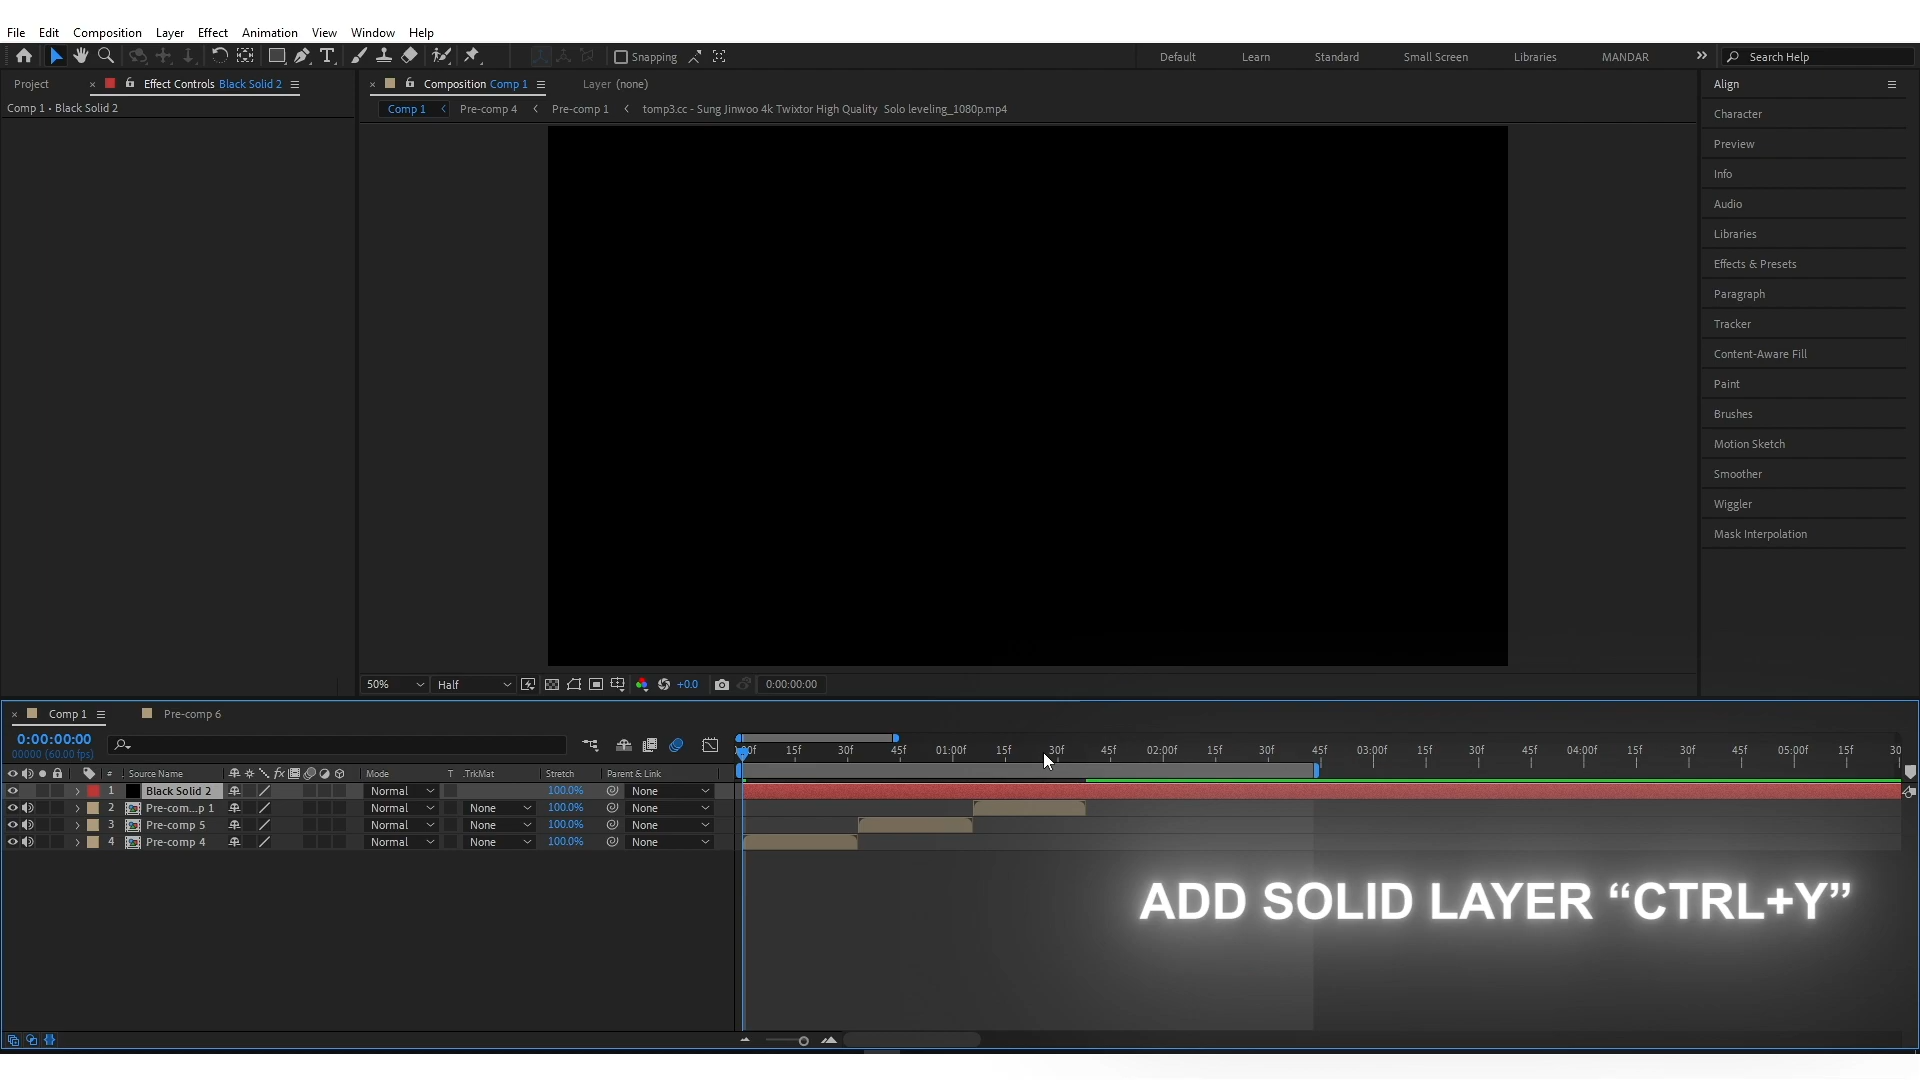 File Edit Composition Layer Effect Animation View Window Help
Snapping Default Learn Standard Small Screen Libraries MANDAR Search Help
Project Effect Controls Black Solid 2 Composition Comp 1 Layer (none) Align
Comp 1 • Black Solid 2 Comp 1 Pre-comp 4 Pre-comp 1 tomp3.cc - Sung Jinwoo 4k Twixtor High Quality Solo leveling_1080p.mp4
Character
Preview
Info
Audio
Libraries
Effects & Presets
Paragraph
Tracker
Content-Aware Fill
Paint
Brushes
Motion Sketch
Smoother
Wiggler
Mask Interpolation
50% Half +0.0 0:00:00:00
Comp 1 Pre-comp 6
0:00:00:00
00000 (60.00 fps)
15f 30f 45f 01:00f 15f 30f 45f 02:00f 15f 30f 45f 03:00f 15f 30f 45f 04:00f 15f 30f 45f 05:00f 15f 30
# Source Name fx Mode T .TrkMat Stretch Parent & Link
1 Black Solid 2 Normal 100.0% None
2 Pre-com...p 1 Normal None 100.0% None
3 Pre-comp 5 Normal None 100.0% None
4 Pre-comp 4 Normal None 100.0% None
ADD SOLID LAYER “CTRL+Y”